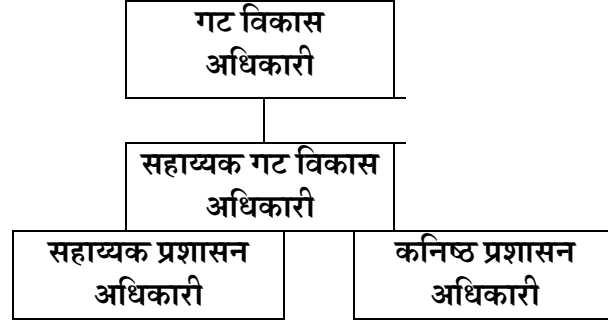 गट विकास
अधिकारी
सहाय्यक गट विकास
अधिकारी
सहाय्यक प्रशासन
अधिकारी
कनिष्ठ प्रशासन
अधिकारी